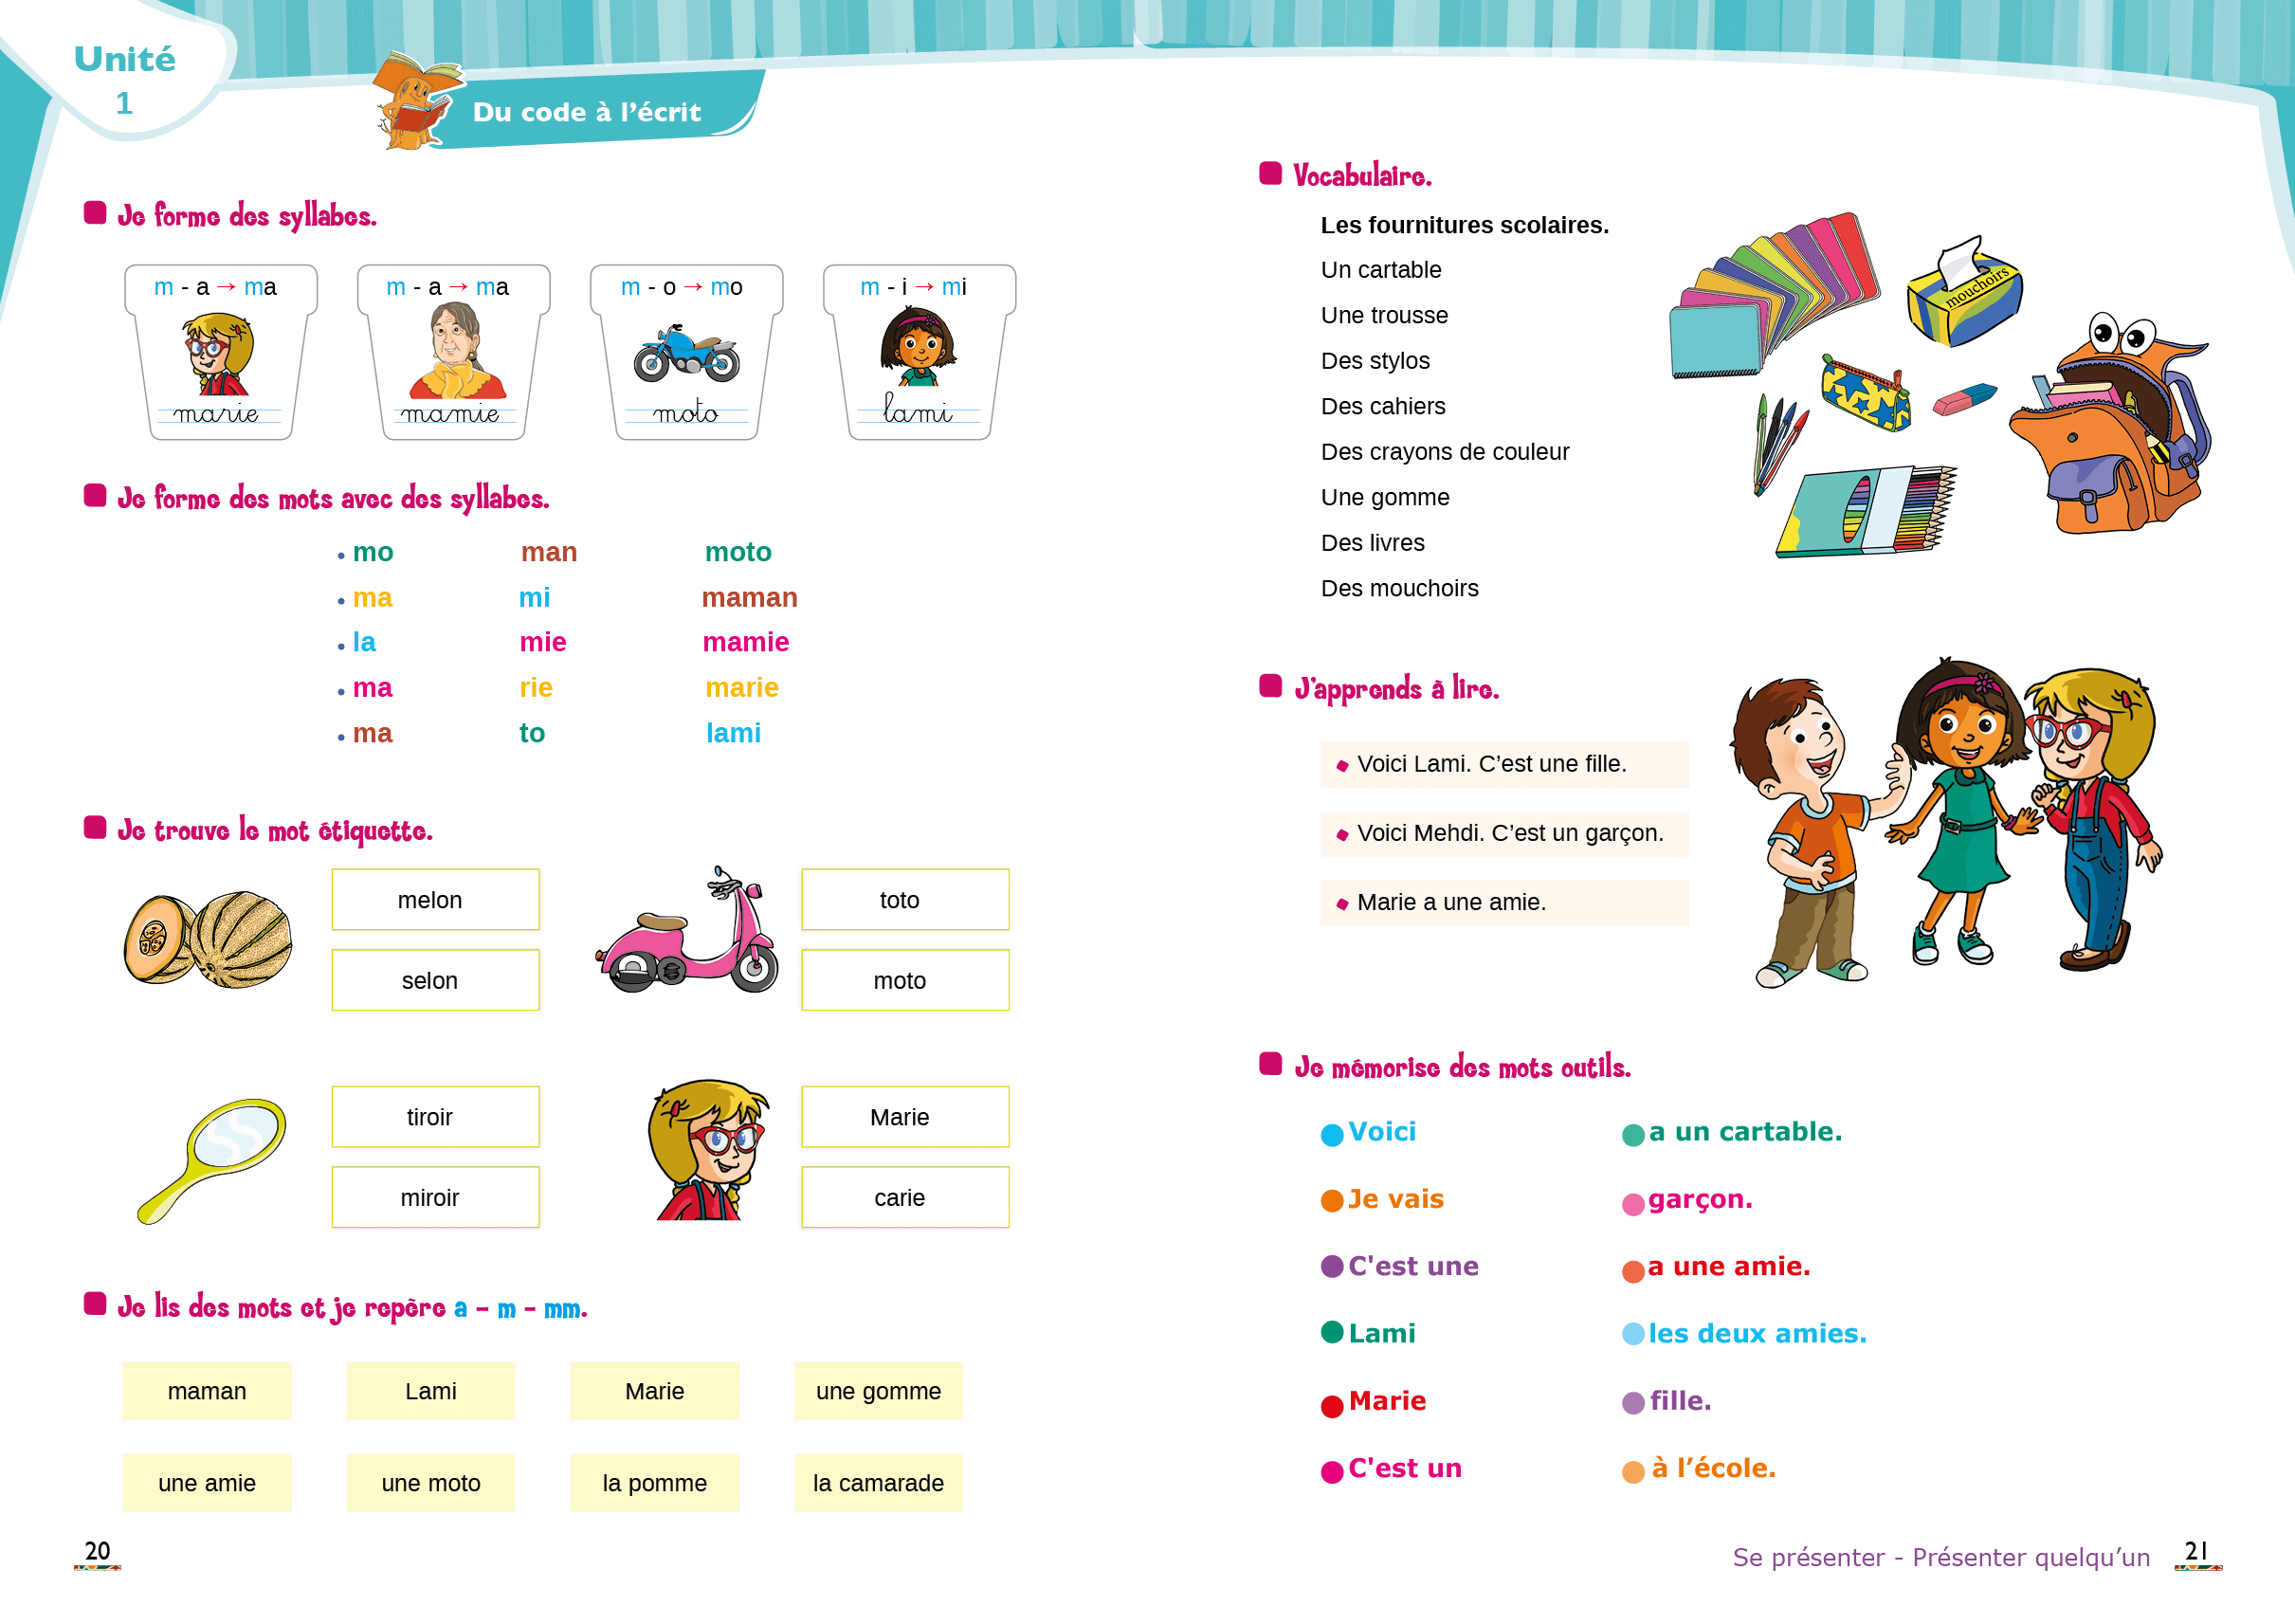 Unité
1
Du code à l'écrit
Je forme des syllabes.
m - a → ma
m - a → ma
m - o → mo
m - i → mi
marie
mamie
moto
lami
Je forme des mots avec des syllabes.
• mo man moto
• ma mi maman
• la mie mamie
• ma rie marie
• ma to lami
Je trouve le mot étiquette.
melon
selon
toto
moto
tiroir
miroir
Marie
carie
Je lis des mots et je repère a - m - mm.
maman
Lami
Marie
une gomme
une amie
une moto
la pomme
la camarade
20
Vocabulaire.
Les fournitures scolaires.
Un cartable
Une trousse
Des stylos
Des cahiers
Des crayons de couleur
Une gomme
Des livres
Des mouchoirs
mouchoirs
J'apprends à lire.
Voici Lami. C'est une fille.
Voici Mehdi. C'est un garçon.
Marie a une amie.
Je mémorise des mots outils.
Voici a un cartable.
Je vais garçon.
C'est une a une amie.
Lami les deux amies.
Marie fille.
C'est un à l'école.
Se présenter - Présenter quelqu'un
21